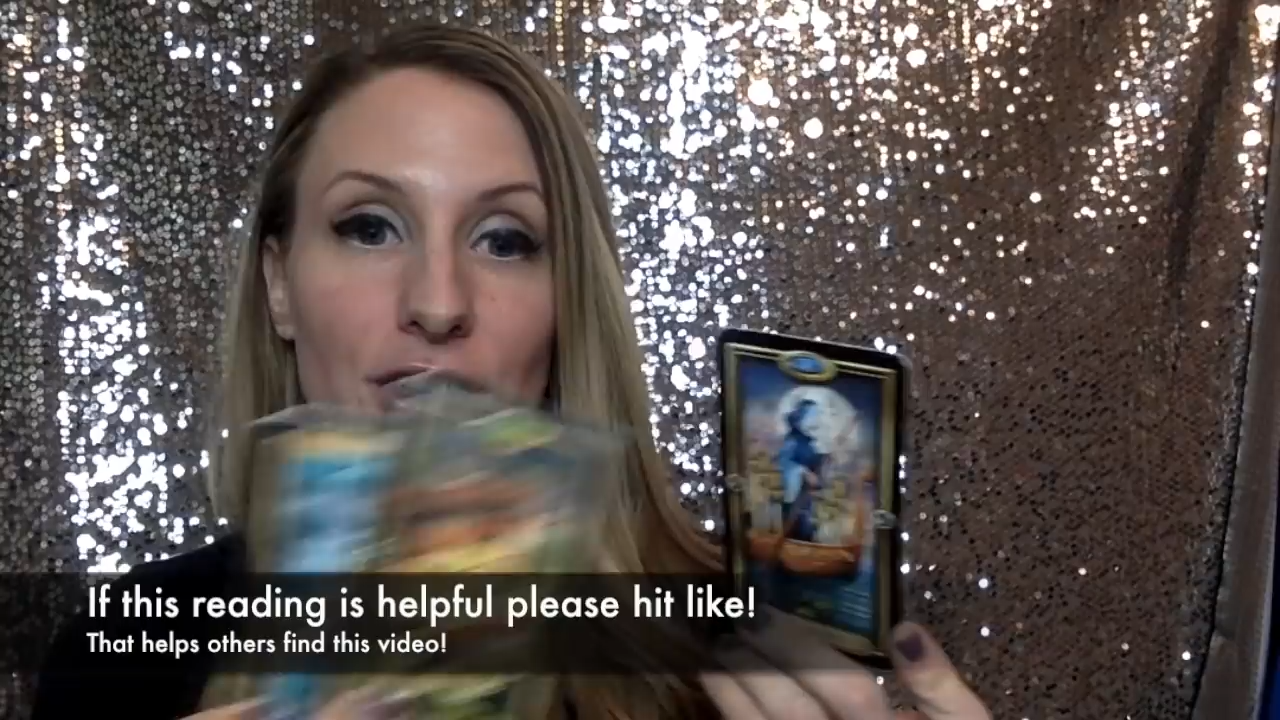 If this reading is helpful please hit like!
That helps others find this video!